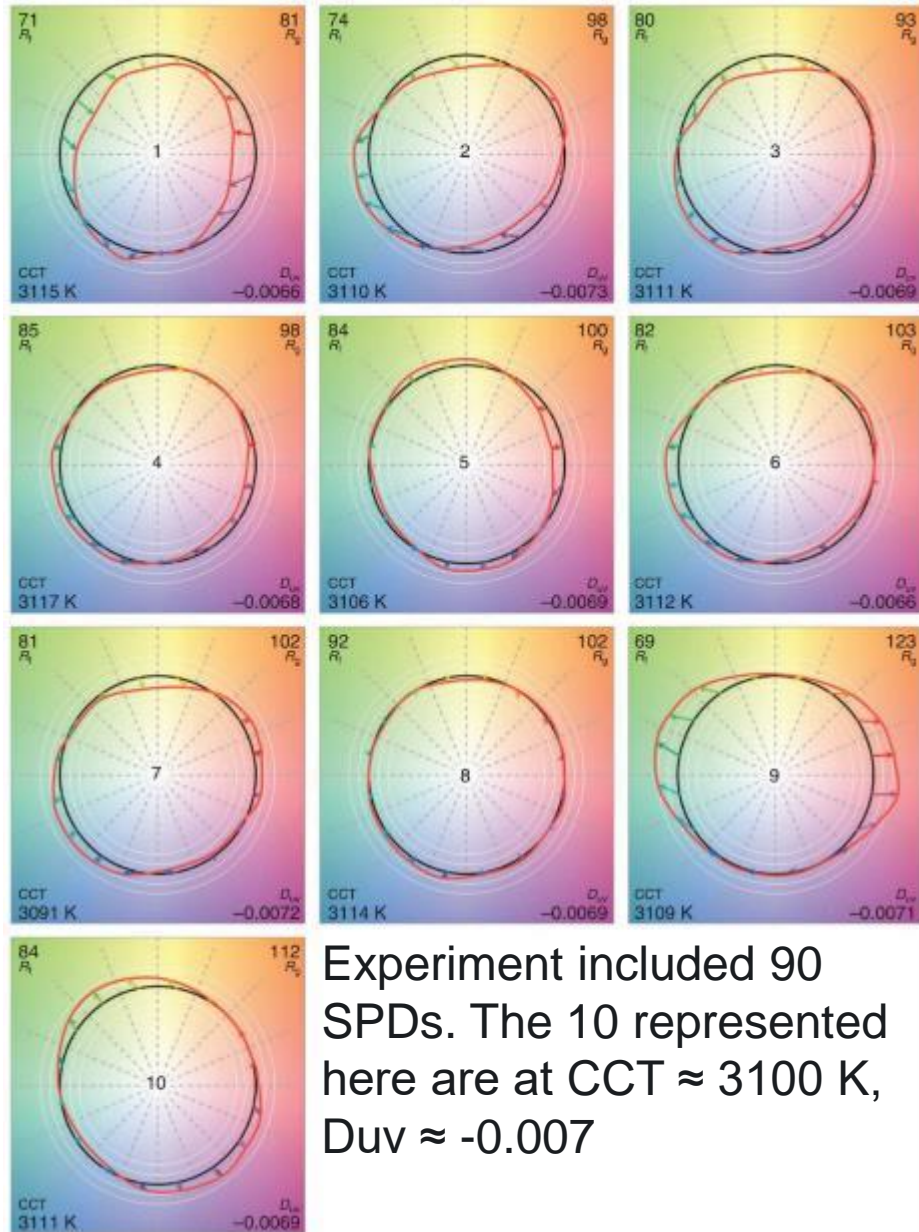 71 81
Rf Rg
1
CCT Duv
3115 K −0.0066
74 98
Rf Rg
2
CCT Duv
3110 K −0.0073
80 93
Rf Rg
3
CCT Duv
3111 K −0.0069
85 98
Rf Rg
4
CCT Duv
3117 K −0.0068
84 100
Rf Rg
5
CCT Duv
3106 K −0.0069
82 103
Rf Rg
6
CCT Duv
3112 K −0.0066
81 102
Rf Rg
7
CCT Duv
3091 K −0.0072
92 102
Rf Rg
8
CCT Duv
3114 K −0.0069
69 123
Rf Rg
9
CCT Duv
3109 K −0.0071
84 112
Rf Rg
10
CCT Duv
3111 K −0.0069
Experiment included 90
SPDs. The 10 represented
here are at CCT ≈ 3100 K,
Duv ≈ -0.007